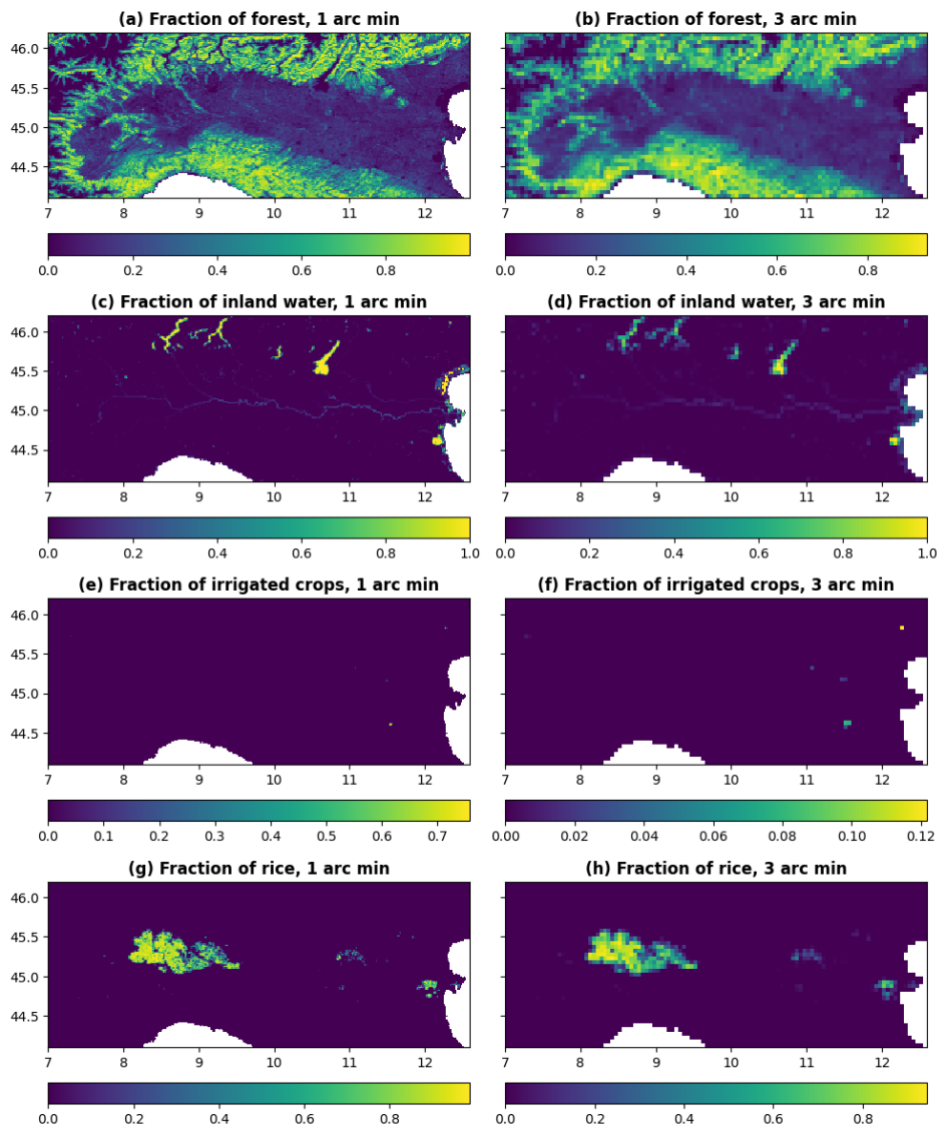 (a) Fraction of forest, 1 arc min
(b) Fraction of forest, 3 arc min
46.0
45.5
45.0
44.5
7 8 9 10 11 12
7 8 9 10 11 12
0.0 0.2 0.4 0.6 0.8
0.0 0.2 0.4 0.6 0.8
(c) Fraction of inland water, 1 arc min
(d) Fraction of inland water, 3 arc min
46.0
45.5
45.0
44.5
7 8 9 10 11 12
7 8 9 10 11 12
0.0 0.2 0.4 0.6 0.8 1.0
0.0 0.2 0.4 0.6 0.8 1.0
(e) Fraction of irrigated crops, 1 arc min
(f) Fraction of irrigated crops, 3 arc min
46.0
45.5
45.0
44.5
7 8 9 10 11 12
7 8 9 10 11 12
0.0 0.1 0.2 0.3 0.4 0.5 0.6 0.7
0.00 0.02 0.04 0.06 0.08 0.10 0.12
(g) Fraction of rice, 1 arc min
(h) Fraction of rice, 3 arc min
46.0
45.5
45.0
44.5
7 8 9 10 11 12
7 8 9 10 11 12
0.0 0.2 0.4 0.6 0.8
0.0 0.2 0.4 0.6 0.8